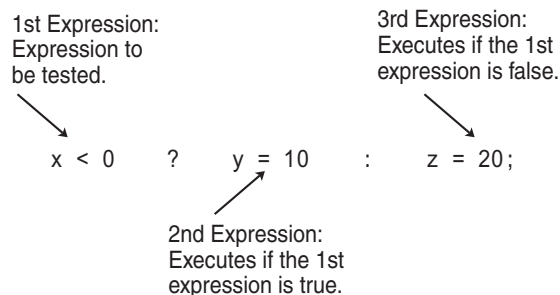 1st Expression:
Expression to
be tested.
3rd Expression:
Executes if the 1st
expression is false.
x < 0 ? y = 10 : z = 20;
2nd Expression:
Executes if the 1st
expression is true.